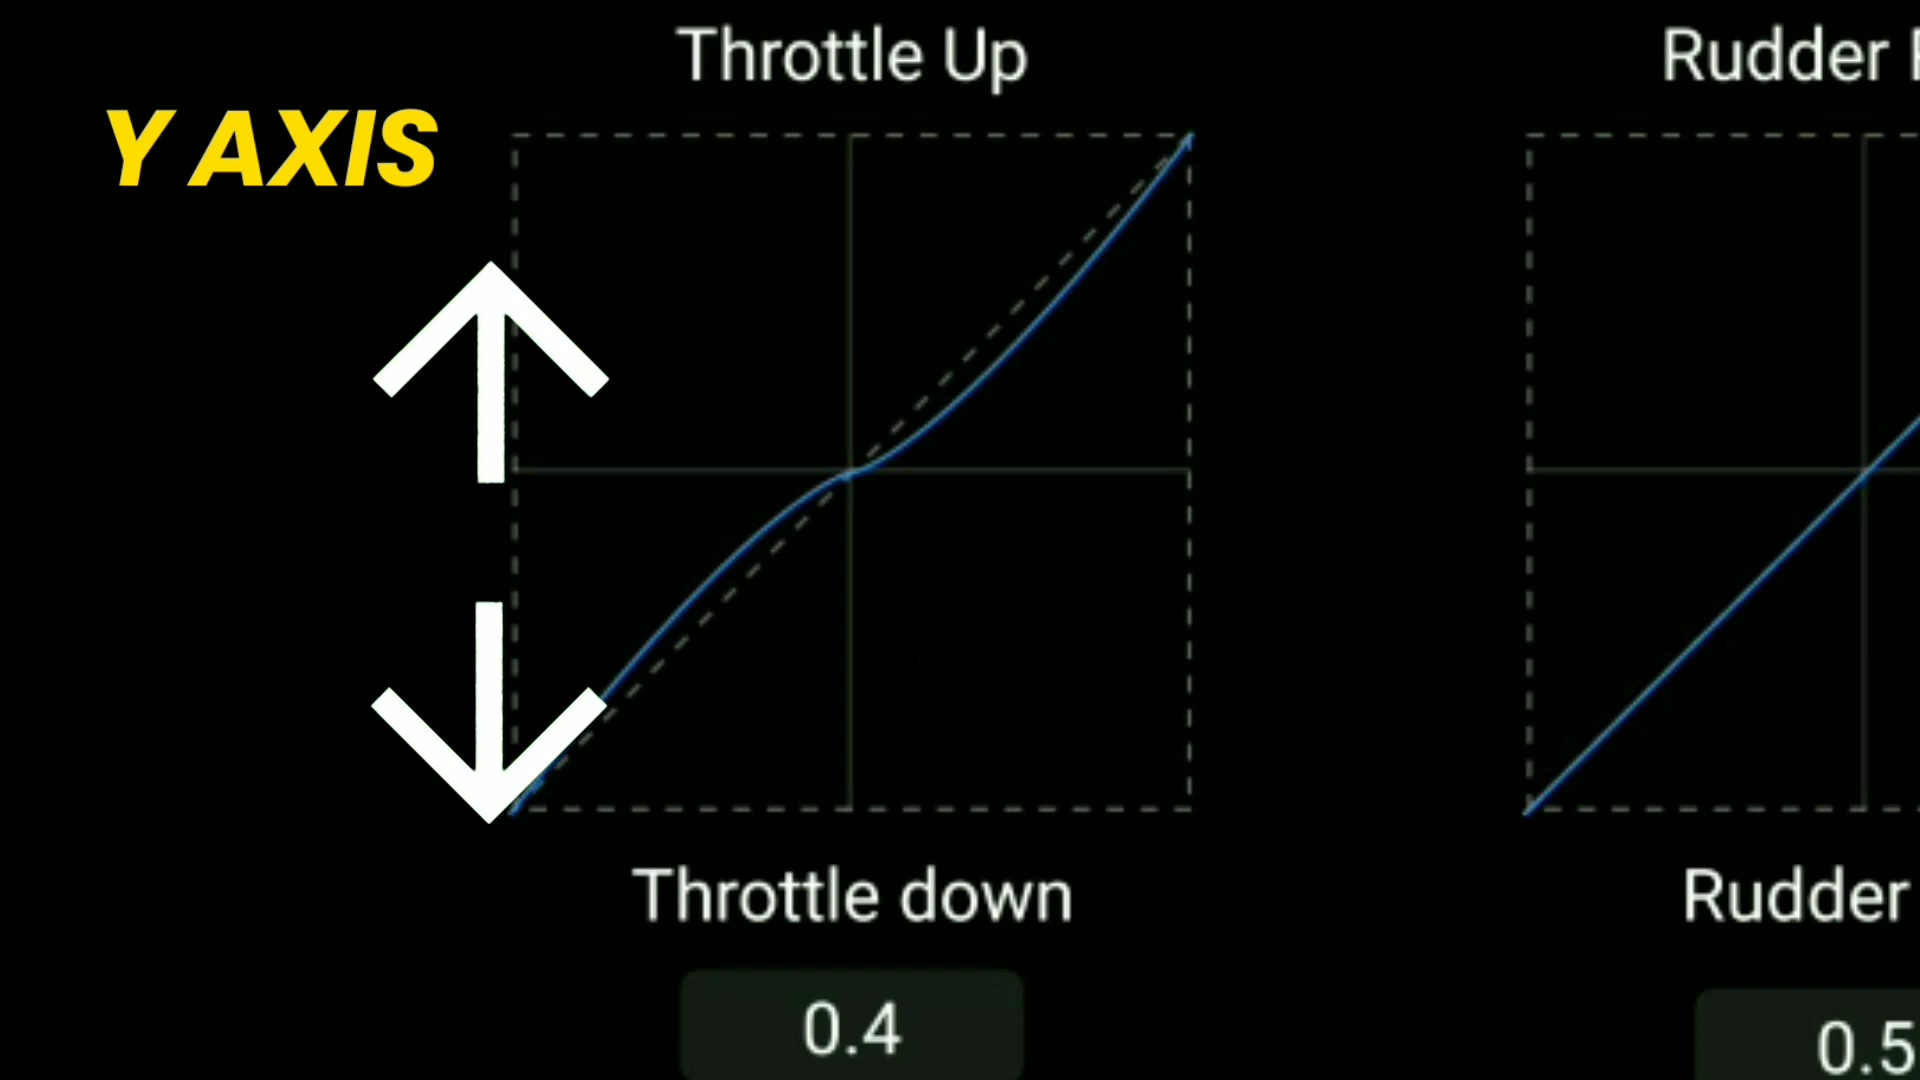 Throttle Up
Rudder
Y AXIS
Throttle down
Rudder
0.4
0.5